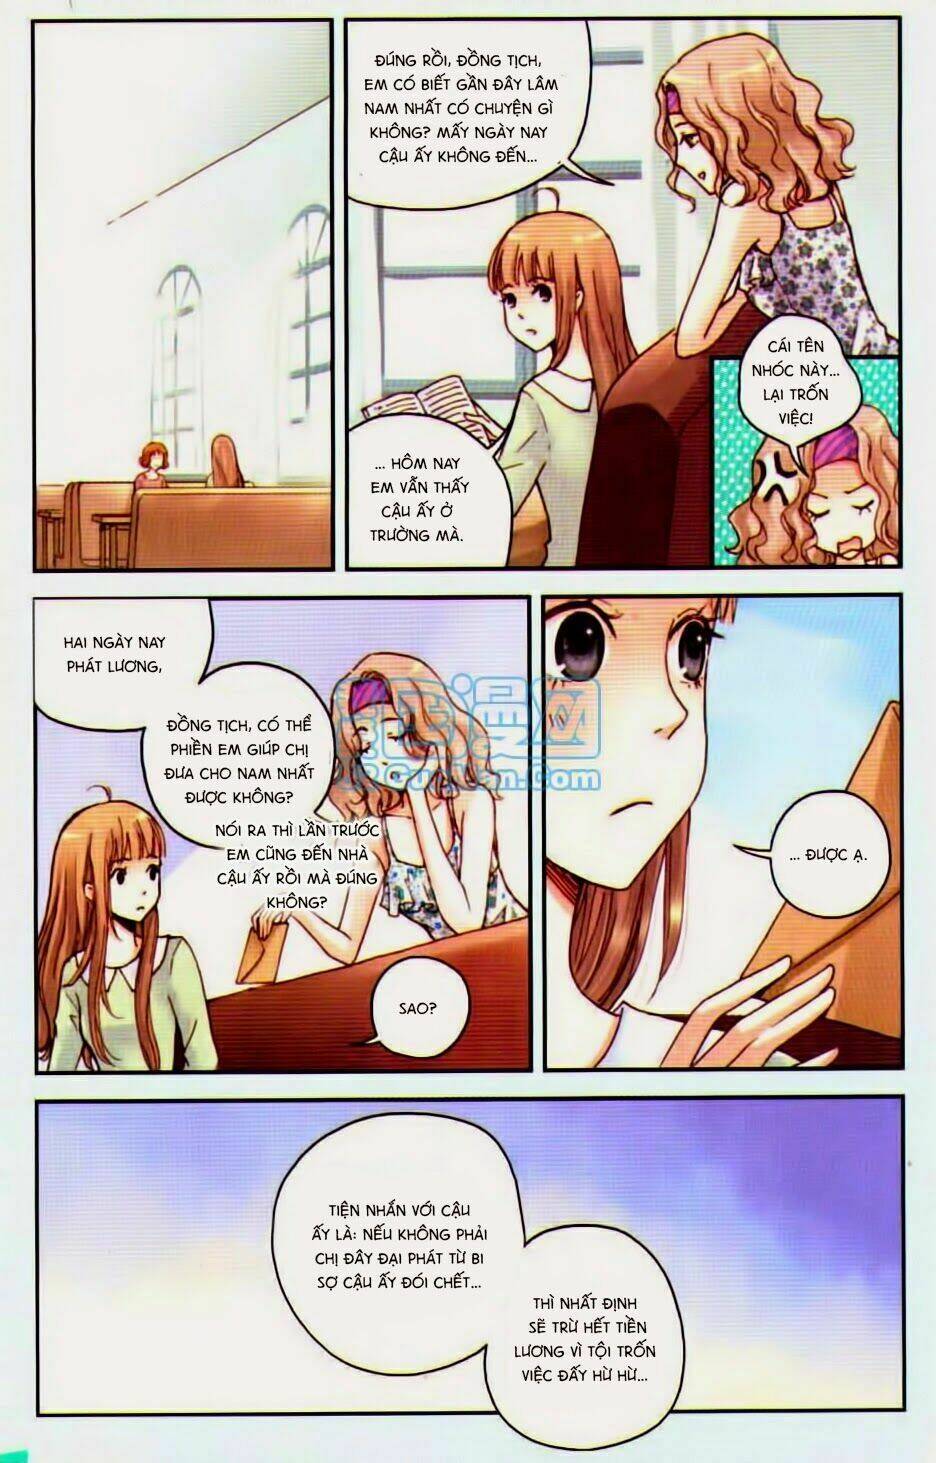 ĐÚNG RỒI, ĐỒNG TỊCH,
EM CÓ BIẾT GẦN ĐÂY LÂM
NAM NHẤT CÓ CHUYỆN GÌ
KHÔNG? MẤY NGÀY NAY
CẬU ẤY KHÔNG ĐẾN...
... HÔM NAY
EM VẪN THẤY
CẬU ẤY Ở
TRƯỜNG MÀ.
CÁI TÊN
NHÓC NÀY...
LẠI TRỐN
VIỆC!
HAI NGÀY NAY
PHÁT LƯƠNG,
ĐỒNG TỊCH, CÓ THỂ
PHIỀN EM GIÚP CHỊ
ĐƯA CHO NAM NHẤT
ĐƯỢC KHÔNG?
NÓI RA THÌ LẦN TRƯỚC
EM CŨNG ĐẾN NHÀ
CẬU ẤY RỒI MÀ ĐÚNG
KHÔNG?
SAO?
... ĐƯỢC Ạ.
TIỆN NHẮN VỚI CẬU
ẤY LÀ: NẾU KHÔNG PHẢI
CHỊ ĐÂY ĐẠI PHÁT TỪ BI
SỢ CẬU ẤY ĐÓI CHẾT...
THÌ NHẤT ĐỊNH
SẼ TRỪ HẾT TIỀN
LƯƠNG VÌ TỘI TRỐN
VIỆC ĐẤY HỪ HỪ...